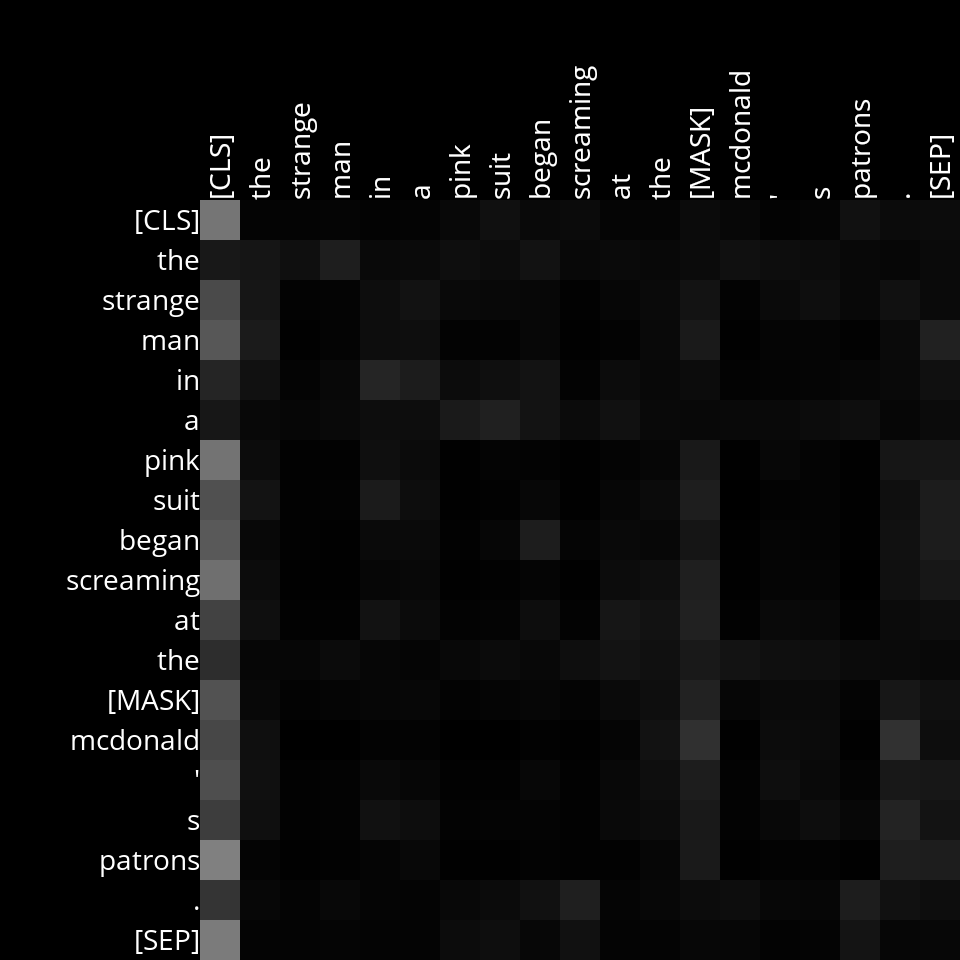 [CLS] the strange man in a pink suit began screaming at the [MASK] mcdonald ' s patrons . [SEP]
[CLS]
the
strange
man
in
a
pink
suit
began
screaming
at
the
[MASK]
mcdonald
'
s
patrons
.
[SEP]